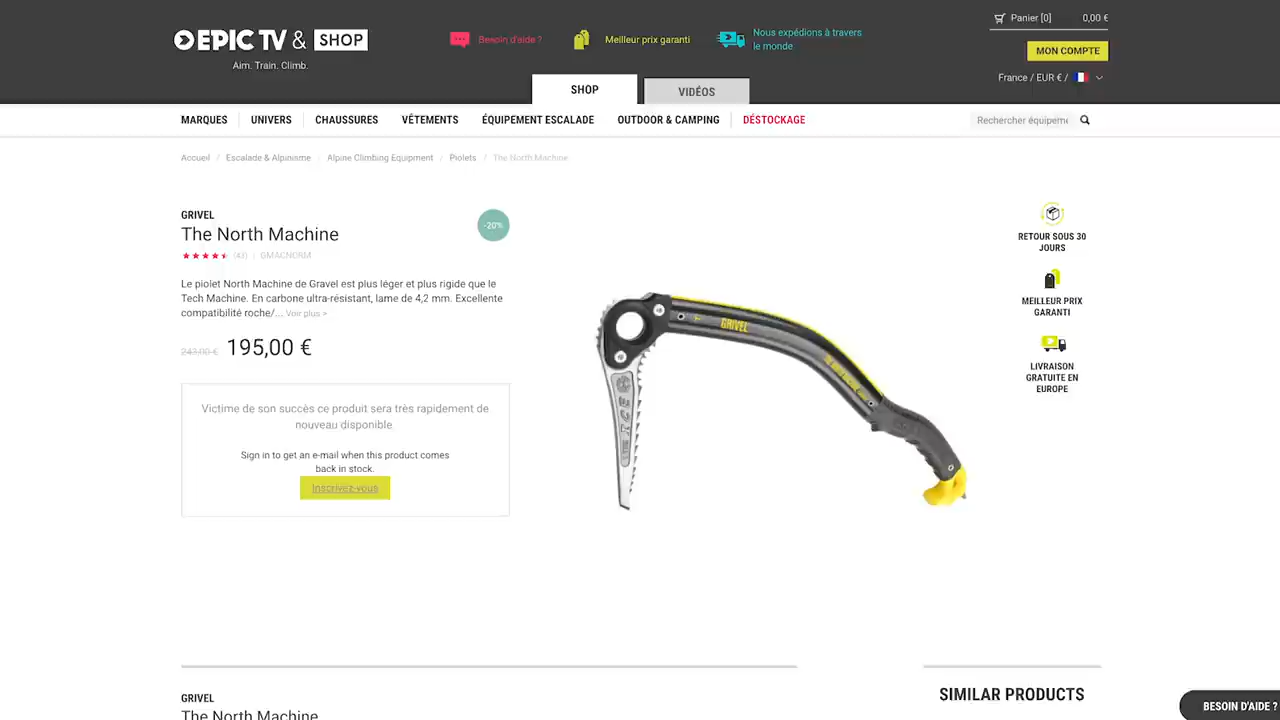 EPIC TV & SHOP
Aim. Train. Climb.
Besoin d'aide ?
Meilleur prix garanti
Nous expédions à travers
le monde
Panier [0]
0,00 €
MON COMPTE
France / EUR € /
SHOP
VIDÉOS
MARQUES
UNIVERS
CHAUSSURES
VÊTEMENTS
ÉQUIPEMENT ESCALADE
OUTDOOR & CAMPING
DÉSTOCKAGE
Rechercher équipeme
Accueil / Escalade & Alpinisme / Alpine Climbing Equipment / Piolets / The North Machine
GRIVEL
The North Machine
-20%
(43) | GMACNORM
Le piolet North Machine de Gravel est plus léger et plus rigide que le
Tech Machine. En carbone ultra-résistant, lame de 4,2 mm. Excellente
compatibilité roche/... Voir plus >
243,00 € 195,00 €
Victime de son succès ce produit sera très rapidement de
nouveau disponible.
Sign in to get an e-mail when this product comes
back in stock.
Inscrivez-vous
GRIVEL
RETOUR SOUS 30
JOURS
MEILLEUR PRIX
GARANTI
LIVRAISON
GRATUITE EN
EUROPE
GRIVEL
The North Machine
SIMILAR PRODUCTS
BESOIN D'AIDE ?